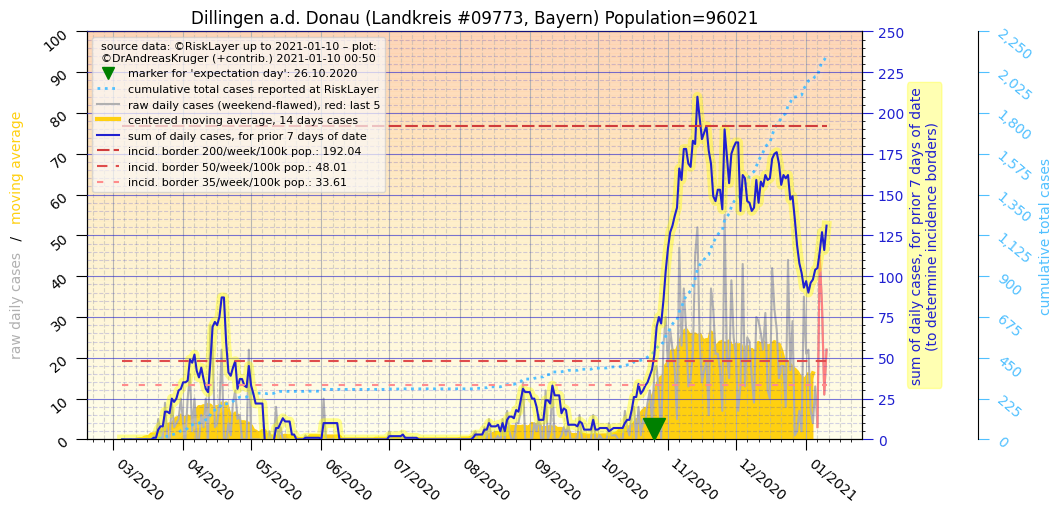 Dillingen a.d. Donau (Landkreis #09773, Bayern) Population=96021
source data: ©RiskLayer up to 2021-01-10 – plot:
©DrAndreasKruger (+contrib.) 2021-01-10 00:50
marker for 'expectation day': 26.10.2020
cumulative total cases reported at RiskLayer
raw daily cases (weekend-flawed), red: last 5
centered moving average, 14 days cases
sum of daily cases, for prior 7 days of date
incid. border 200/week/100k pop.: 192.04
incid. border 50/week/100k pop.: 48.01
incid. border 35/week/100k pop.: 33.61
raw daily cases / moving average
100
90
80
70
60
50
40
30
20
10
0
03/2020
04/2020
05/2020
06/2020
07/2020
08/2020
09/2020
10/2020
11/2020
12/2020
01/2021
250
225
200
175
150
125
100
75
50
25
0
sum of daily cases, for prior 7 days of date
(to determine incidence borders)
2,250
2,025
1,800
1,575
1,350
1,125
900
675
450
225
0
cumulative total cases